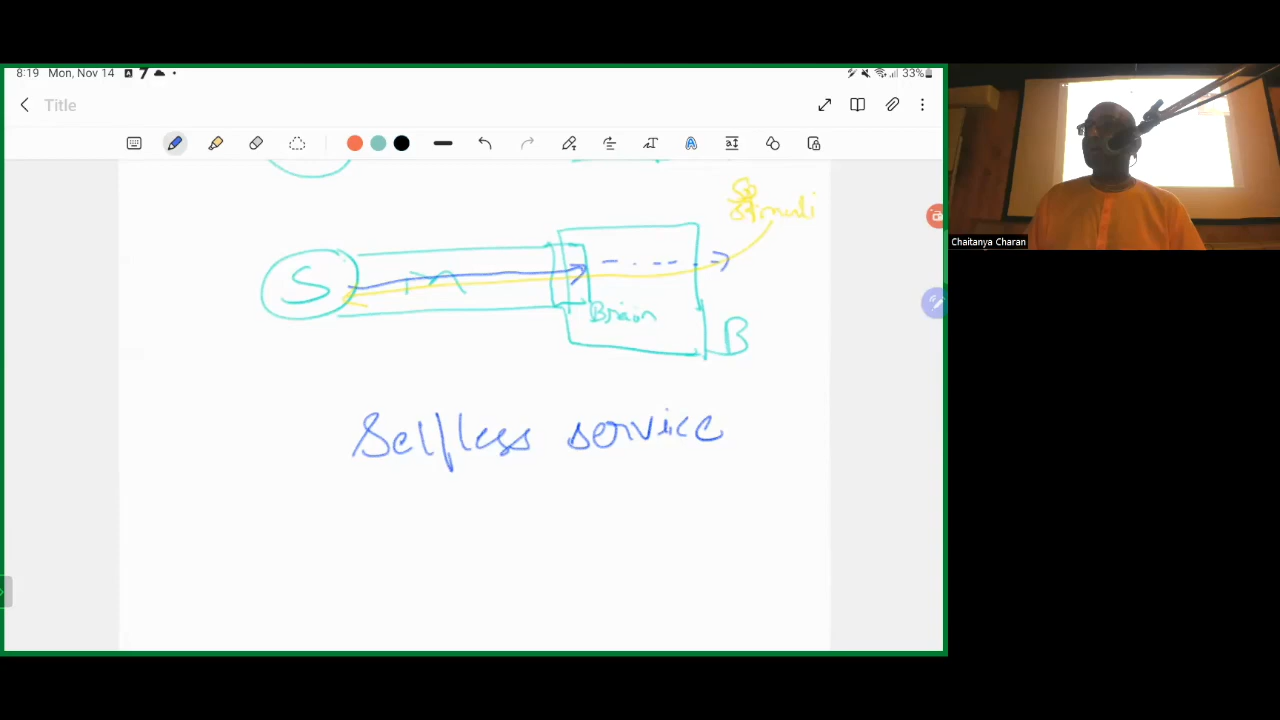 8:19 Mon, Nov 14
33%
Title
Stimuli
S
M
Brain
B
Selfless service
Chaitanya Charan